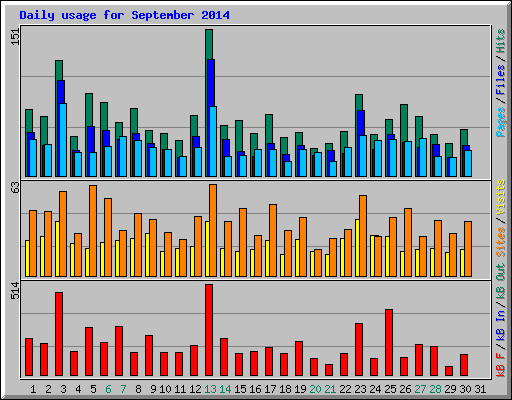 Daily usage for September 2014
151
Pages / Files / Hits
63
Sites / Visits
514
kB F / kB In / kB Out
1 2 3 4 5 6 7 8 9 10 11 12 13 14 15 16 17 18 19 20 21 22 23 24 25 26 27 28 29 30 31